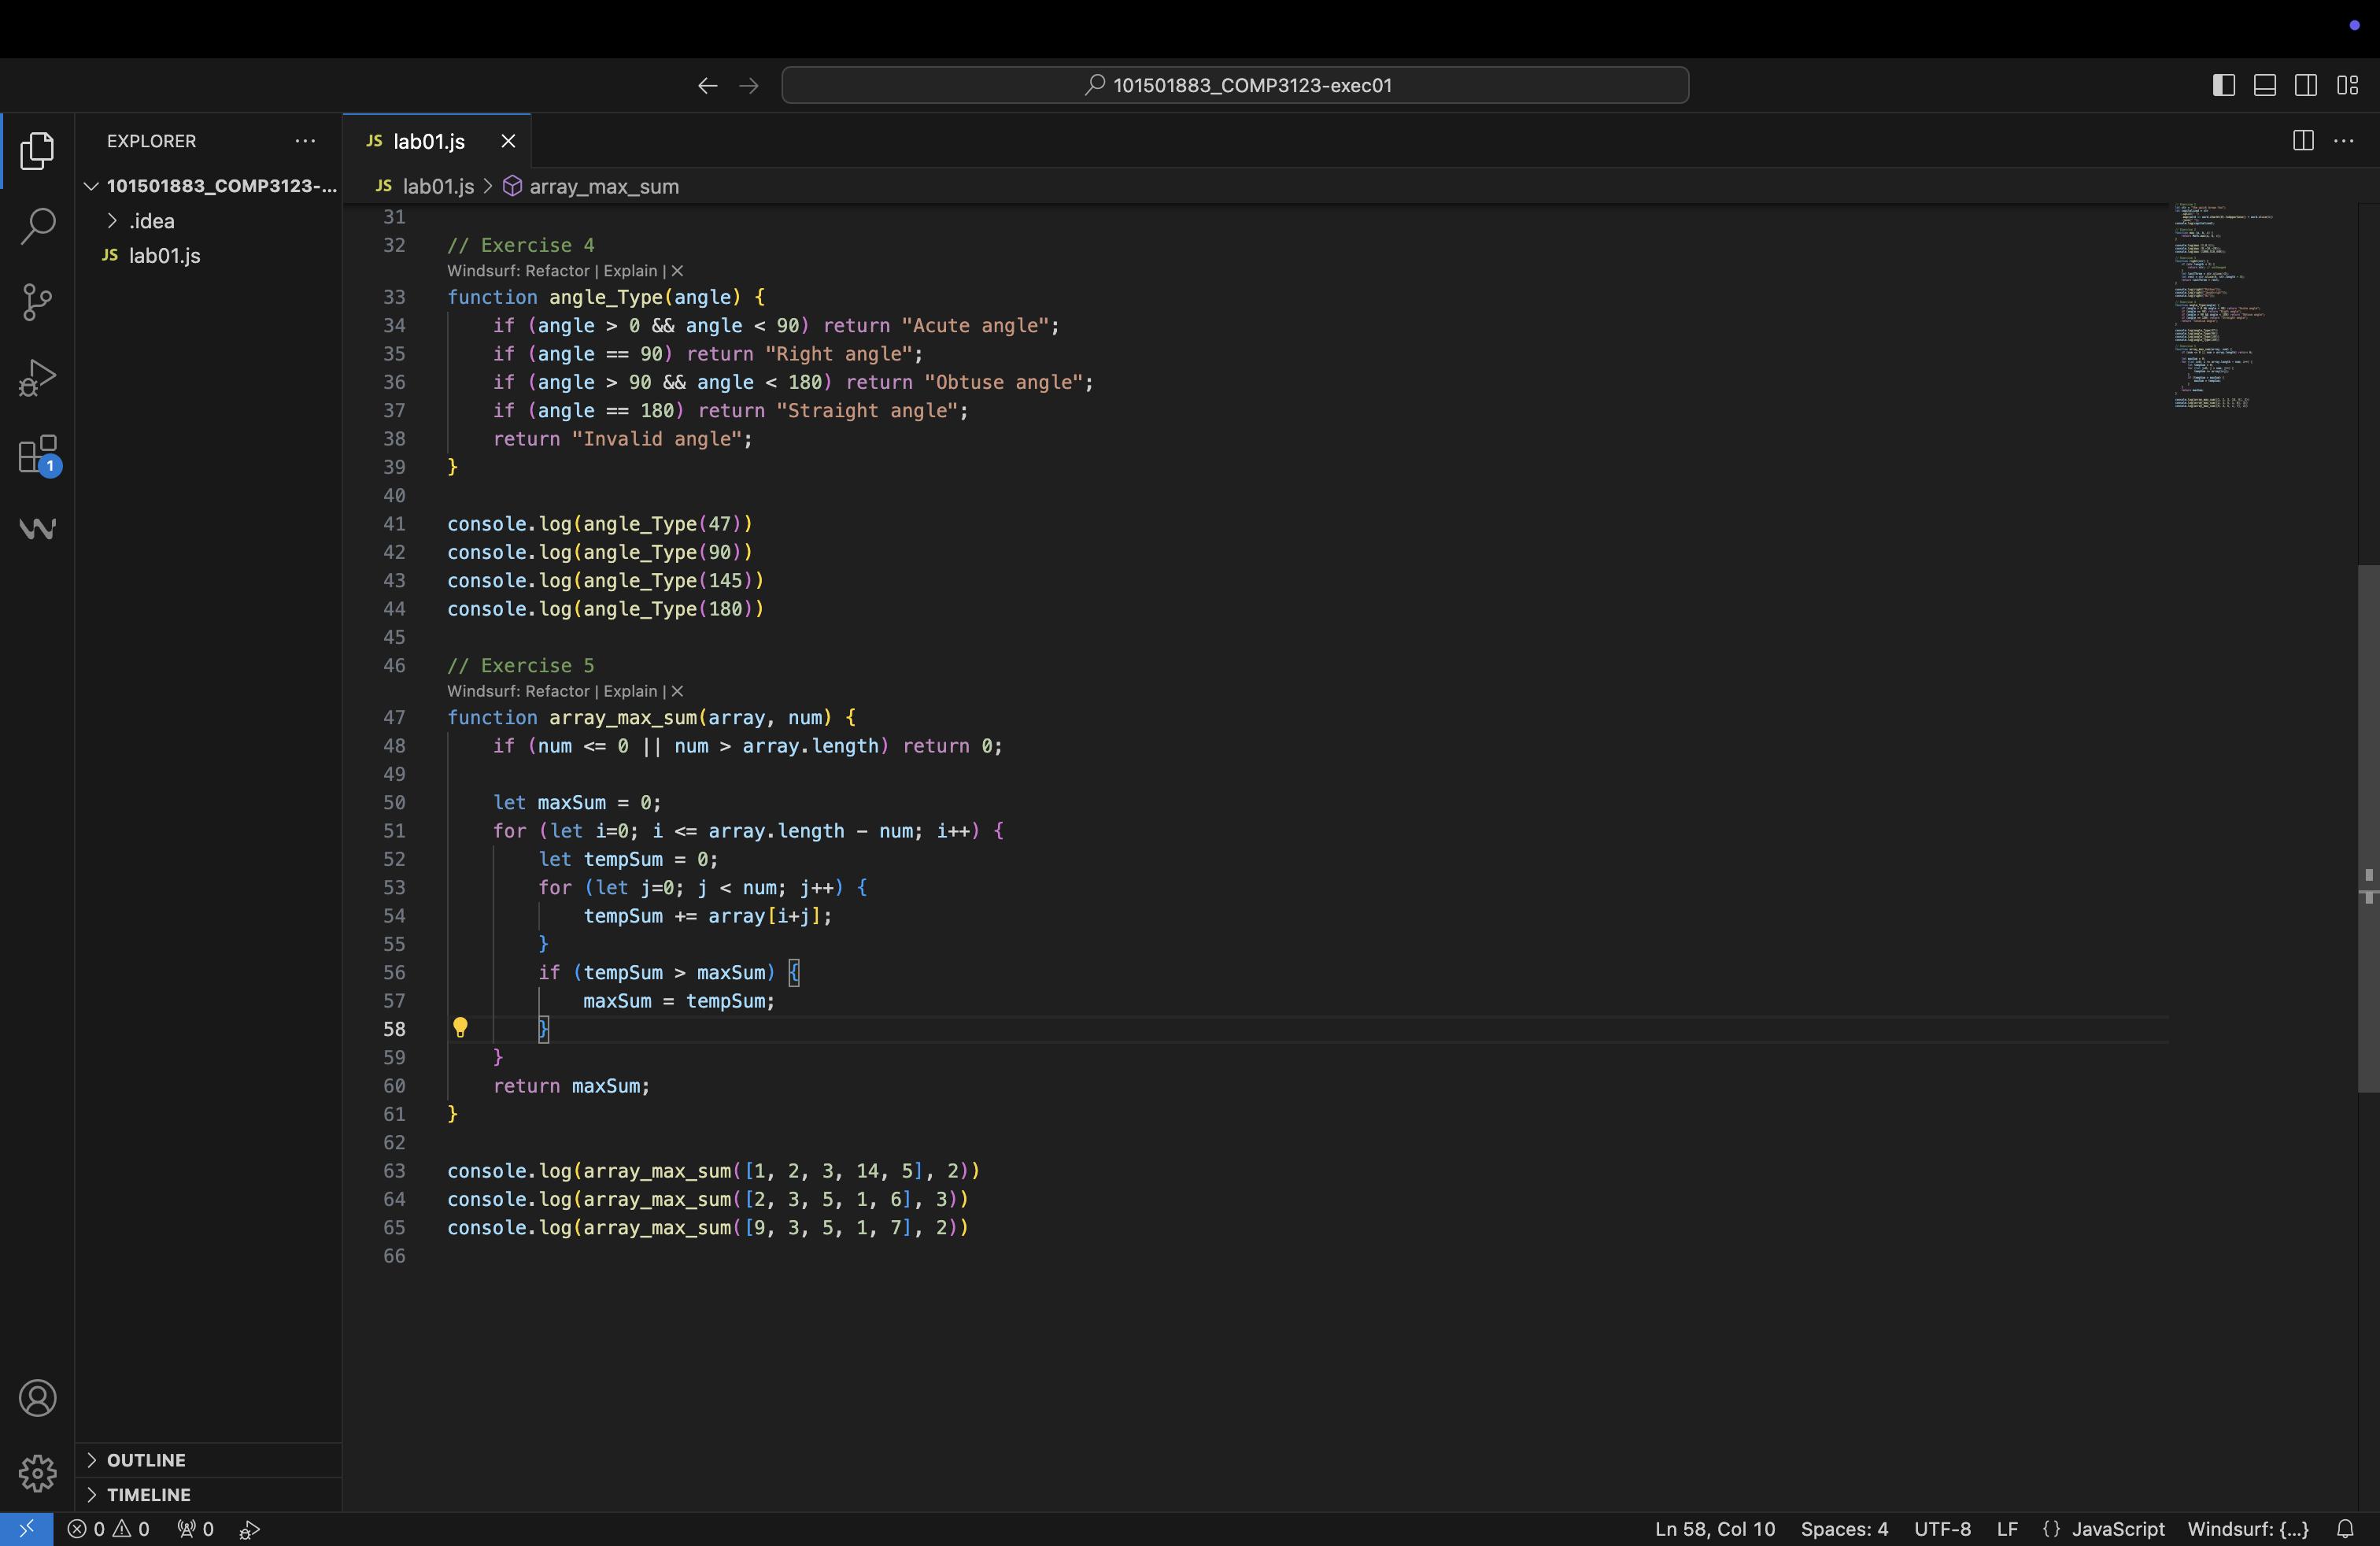 101501883_COMP3123-exec01
EXPLORER
101501883_COMP3123-...
.idea
JS lab01.js
1
JS lab01.js
JS lab01.js > array_max_sum
31
32 // Exercise 4
Windsurf: Refactor | Explain | X
33 function angle_Type(angle) {
34 if (angle > 0 && angle < 90) return "Acute angle";
35 if (angle == 90) return "Right angle";
36 if (angle > 90 && angle < 180) return "Obtuse angle";
37 if (angle == 180) return "Straight angle";
38 return "Invalid angle";
39 }
40
41 console.log(angle_Type(47))
42 console.log(angle_Type(90))
43 console.log(angle_Type(145))
44 console.log(angle_Type(180))
45
46 // Exercise 5
Windsurf: Refactor | Explain | X
47 function array_max_sum(array, num) {
48 if (num <= 0 || num > array.length) return 0;
49
50 let maxSum = 0;
51 for (let i=0; i <= array.length - num; i++) {
52 let tempSum = 0;
53 for (let j=0; j < num; j++) {
54 tempSum += array[i+j];
55 }
56 if (tempSum > maxSum) {
57 maxSum = tempSum;
58 }
59 }
60 return maxSum;
61 }
62
63 console.log(array_max_sum([1, 2, 3, 14, 5], 2))
64 console.log(array_max_sum([2, 3, 5, 1, 6], 3))
65 console.log(array_max_sum([9, 3, 5, 1, 7], 2))
66
OUTLINE
TIMELINE
0 0 0
Ln 58, Col 10 Spaces: 4 UTF-8 LF {} JavaScript Windsurf: {...}